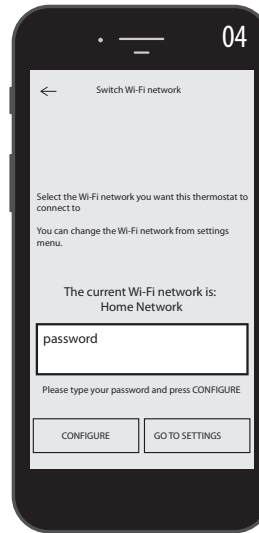 04
Switch Wi-Fi network
Select the Wi-Fi network you want this thermostat to
connect to
You can change the Wi-Fi network from settings
menu.
The current Wi-Fi network is:
Home Network
password
Please type your password and press CONFIGURE
CONFIGURE
GO TO SETTINGS